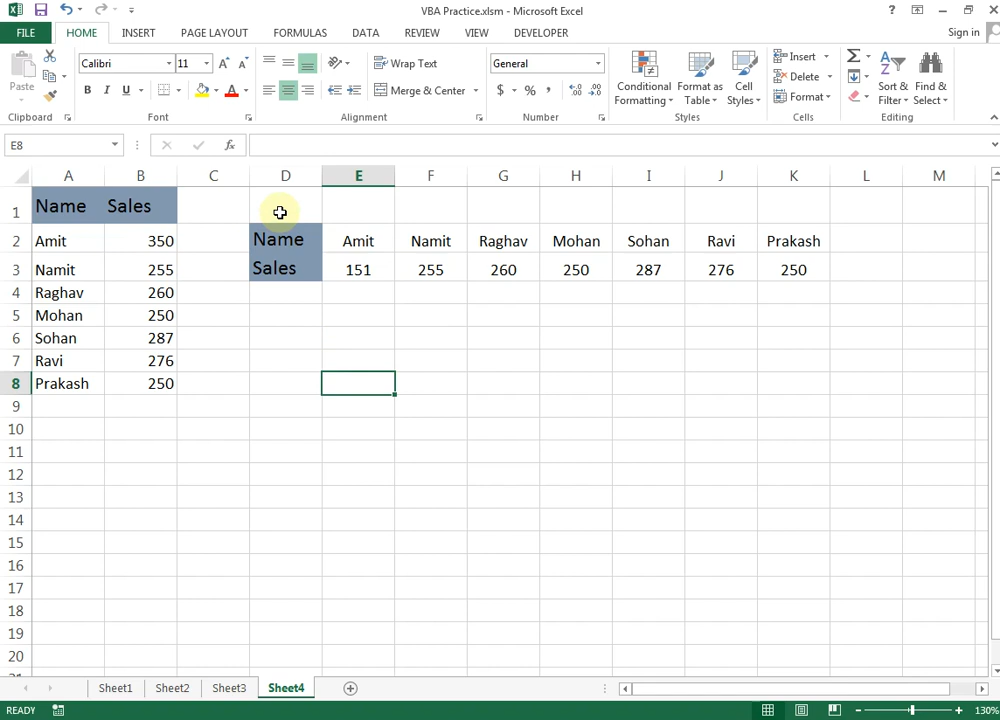 VBA Practice.xlsm - Microsoft Excel
FILE HOME INSERT PAGE LAYOUT FORMULAS DATA REVIEW VIEW DEVELOPER Sign in
Paste
Calibri 11
B I U A
Wrap Text
Merge & Center
General
$ % ,
Conditional Formatting
Format as Table
Cell Styles
Insert
Delete
Format
Sort & Filter
Find & Select
Clipboard Font Alignment Number Styles Cells Editing
E8 fx
A B C D E F G H I J K L M
1 Name Sales
2 Amit 350 Name Amit Namit Raghav Mohan Sohan Ravi Prakash
3 Namit 255 Sales 151 255 260 250 287 276 250
4 Raghav 260
5 Mohan 250
6 Sohan 287
7 Ravi 276
8 Prakash 250
9
10
11
12
13
14
15
16
17
18
19
20
Sheet1 Sheet2 Sheet3 Sheet4
READY 130%